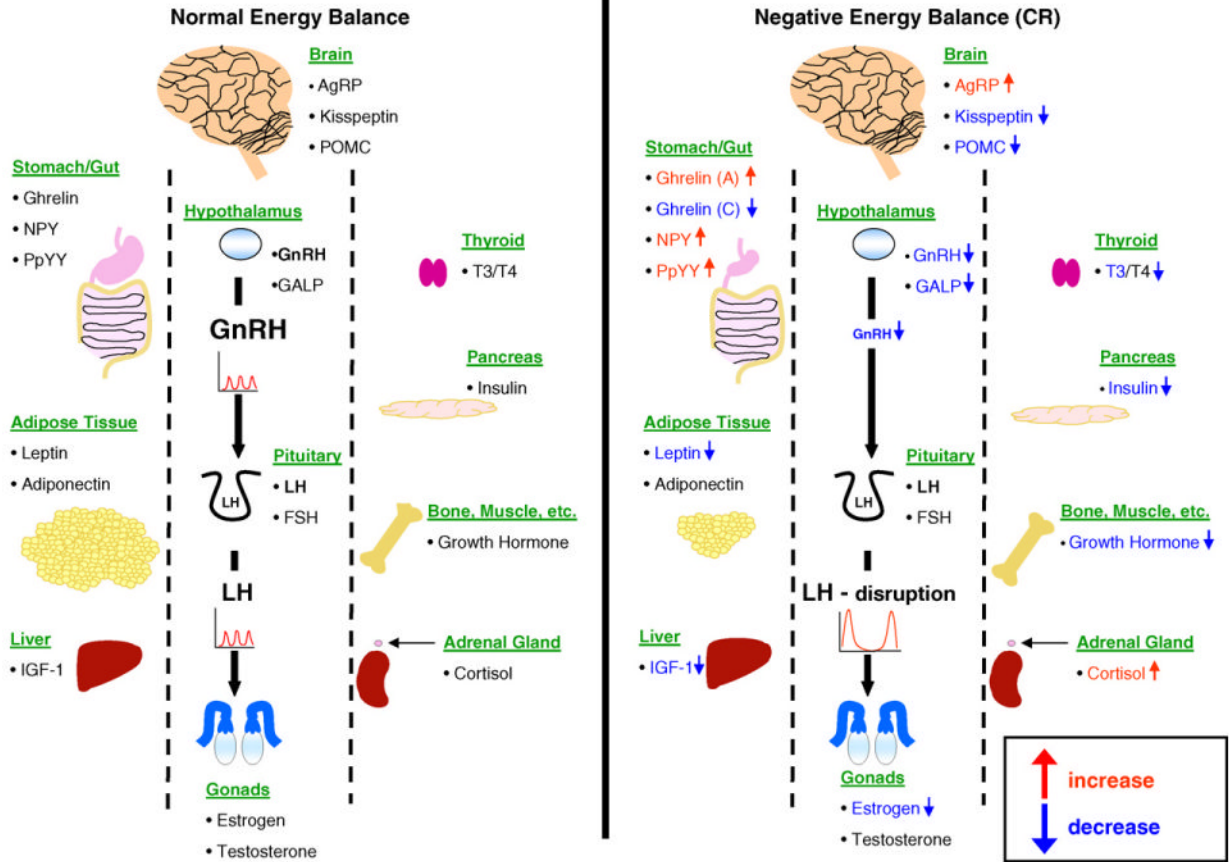 Normal Energy Balance
Brain
• AgRP
• Kisspeptin
• POMC
Stomach/Gut
• Ghrelin
• NPY
• PpYY
Hypothalamus
•GnRH
•GALP
GnRH
Thyroid
• T3/T4
Pancreas
• Insulin
Adipose Tissue
• Leptin
• Adiponectin
Pituitary
• LH
• FSH
LH
Bone, Muscle, etc.
• Growth Hormone
LH
Liver
• IGF-1
Adrenal Gland
• Cortisol
Gonads
• Estrogen
• Testosterone
Negative Energy Balance (CR)
Brain
• AgRP ↑
• Kisspeptin ↓
• POMC ↓
Stomach/Gut
• Ghrelin (A) ↑
• Ghrelin (C) ↓
• NPY ↑
• PpYY ↑
Hypothalamus
• GnRH ↓
• GALP ↓
GnRH ↓
Thyroid
• T3/T4 ↓
Pancreas
• Insulin ↓
Adipose Tissue
• Leptin ↓
• Adiponectin
Pituitary
• LH
• FSH
LH
Bone, Muscle, etc.
• Growth Hormone ↓
LH - disruption
Liver
• IGF-1 ↓
Adrenal Gland
• Cortisol ↑
Gonads
• Estrogen ↓
• Testosterone
↑ increase
↓ decrease